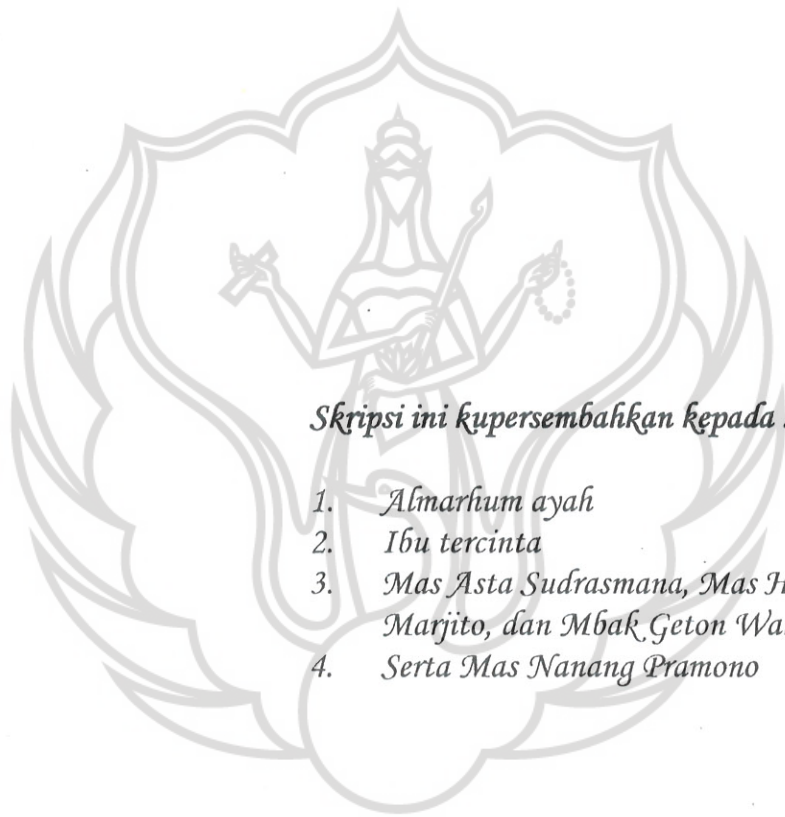 Skripsi ini kupersembahkan kepada :
1. Almarhum ayah
2. Ibu tercinta
3. Mas Asta Sudrasmana, Mas
Marjito, dan Mbak Geton
4. Serta Mas Nanang Pramono